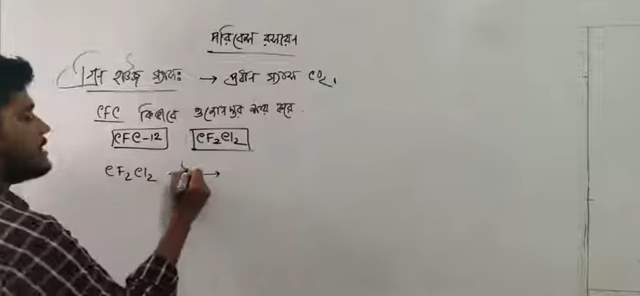 পরিবেশ রসায়ন
গ্রিন হাউজ গ্যাসঃ → প্রধান গ্যাস CO₂,
CFC কিভাবে ওজোনস্তর ক্ষয় করে.
CFC-12 CF₂Cl₂
CF₂Cl₂ →